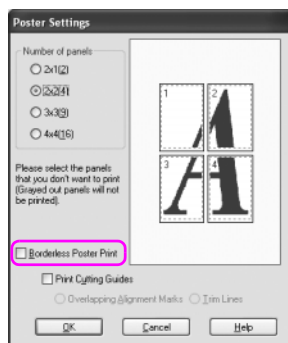 Poster Settings
Number of panels
2x1(2)
2x2(4)
3x3(9)
4x4(16)
1 2
3 4
Please select the panels
that you don't want to print
(Grayed out panels will not
be printed).
Borderless Poster Print
Print Cutting Guides
Overlapping Alignment Marks Trim Lines
OK Cancel Help